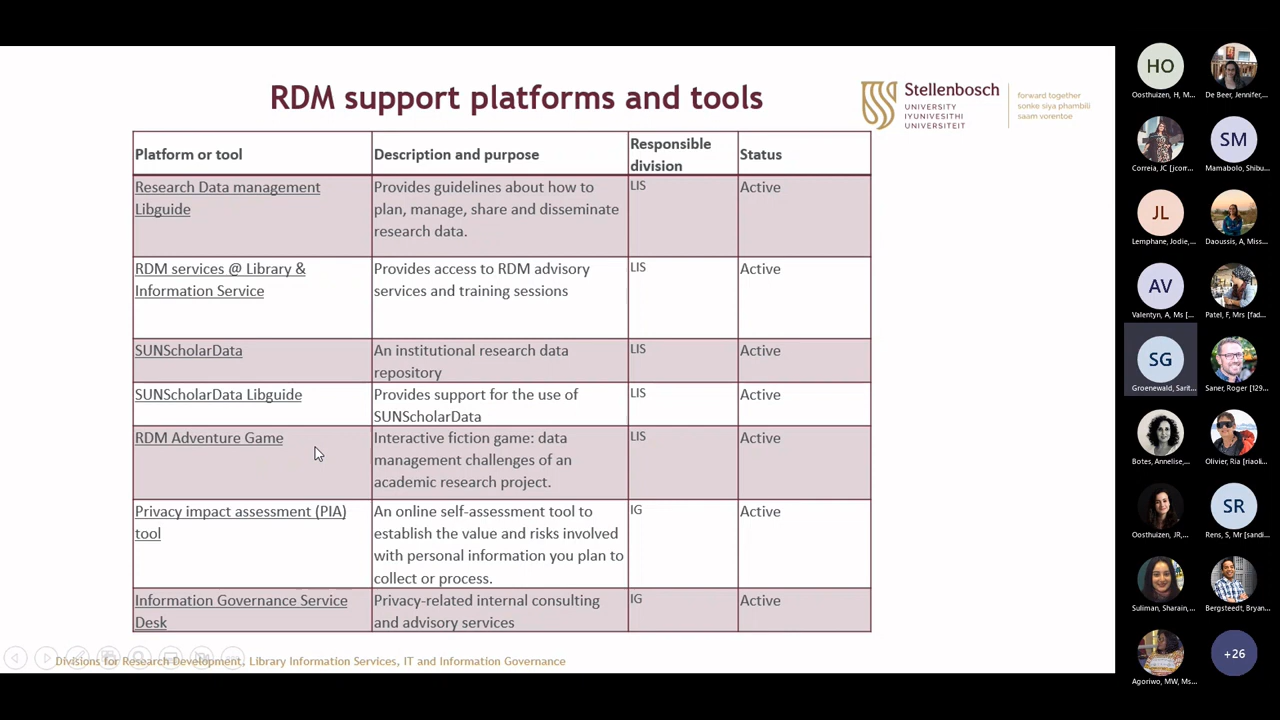 RDM support platforms and tools
Stellenbosch
UNIVERSITY
IYUNIVESITHI
UNIVERSITEIT
forward together
sonke siya phambili
saam vorentoe
Platform or tool
Description and purpose
Responsible
division
Status
Research Data management
Libguide
Provides guidelines about how to
plan, manage, share and disseminate
research data.
LIS
Active
RDM services @ Library &
Information Service
Provides access to RDM advisory
services and training sessions
LIS
Active
SUNScholarData
An institutional research data
repository
LIS
Active
SUNScholarData Libguide
Provides support for the use of
SUNScholarData
LIS
Active
RDM Adventure Game
Interactive fiction game: data
management challenges of an
academic research project.
LIS
Active
Privacy impact assessment (PIA)
tool
An online self-assessment tool to
establish the value and risks involved
with personal information you plan to
collect or process.
IG
Active
Information Governance Service
Desk
Privacy-related internal consulting
and advisory services
IG
Active
Divisions for Research Development, Library Information Services, IT and Information Governance
HO
Oosthuizen, H, M...
De Beer, Jennifer,...
Correia, JC [jcorr...
SM
Mamabolo, Shibu...
JL
Lemphane, Jodie,...
Daoussis, A, Miss...
AV
Valentyn, A, Ms [...
Patel, F, Mrs [fad...
SG
Groenewald, Sarit...
Saner, Roger [129...
Botes, Annelise,...
Olivier, Ria [riaoli...
Oosthuizen, JR,...
SR
Rens, S, Mr [sandi...
Suliman, Sharain,...
Bergsteedt, Bryan...
Agoriwo, MW, Ms...
+26